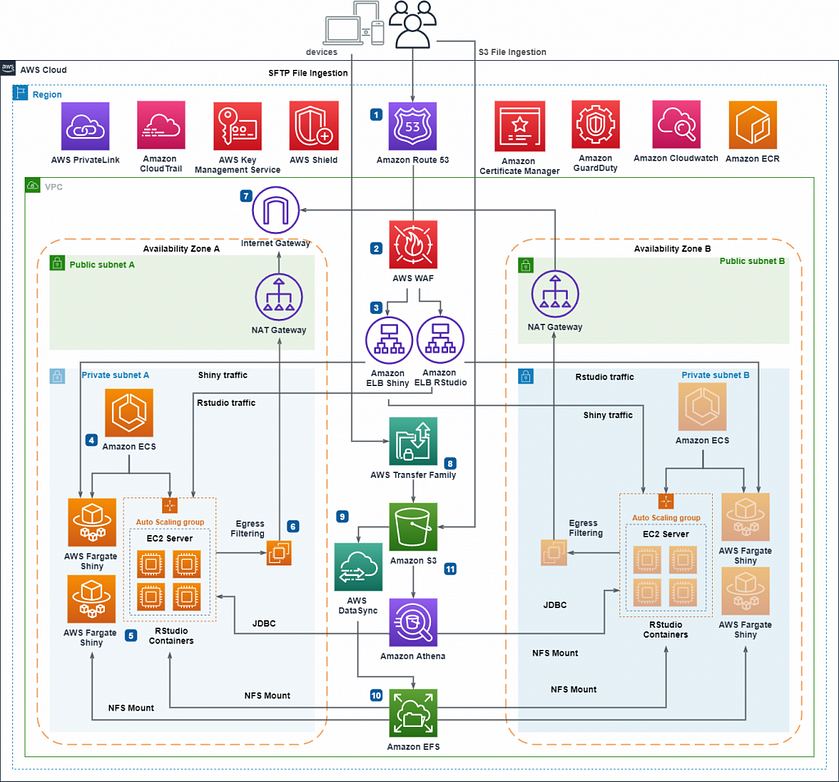 devices
S3 File Ingestion
aws
AWS Cloud
SFTP File Ingestion
Region
1
53
AWS PrivateLink
Amazon
CloudTrail
AWS Key
Management Service
AWS Shield
Amazon Route 53
Amazon
Certificate Manager
Amazon
GuardDuty
Amazon Cloudwatch
Amazon ECR
VPC
7
Internet Gateway
2
AWS WAF
Availability Zone A
Availability Zone B
Public subnet A
Public subnet B
NAT Gateway
NAT Gateway
3
Amazon
ELB Shiny
Amazon
ELB RStudio
Private subnet A
Shiny traffic
Rstudio traffic
Private subnet B
Rstudio traffic
Shiny traffic
4
Amazon ECS
Amazon ECS
AWS Transfer Family
8
Auto Scaling group
EC2 Server
AWS Fargate
Shiny
AWS Fargate
Shiny
5
RStudio
Containers
Egress
Filtering
6
9
AWS
DataSync
Amazon S3
11
Egress
Filtering
Auto Scaling group
EC2 Server
AWS Fargate
Shiny
AWS Fargate
Shiny
RStudio
Containers
JDBC
JDBC
Amazon Athena
NFS Mount
NFS Mount
NFS Mount
10
NFS Mount
Amazon EFS